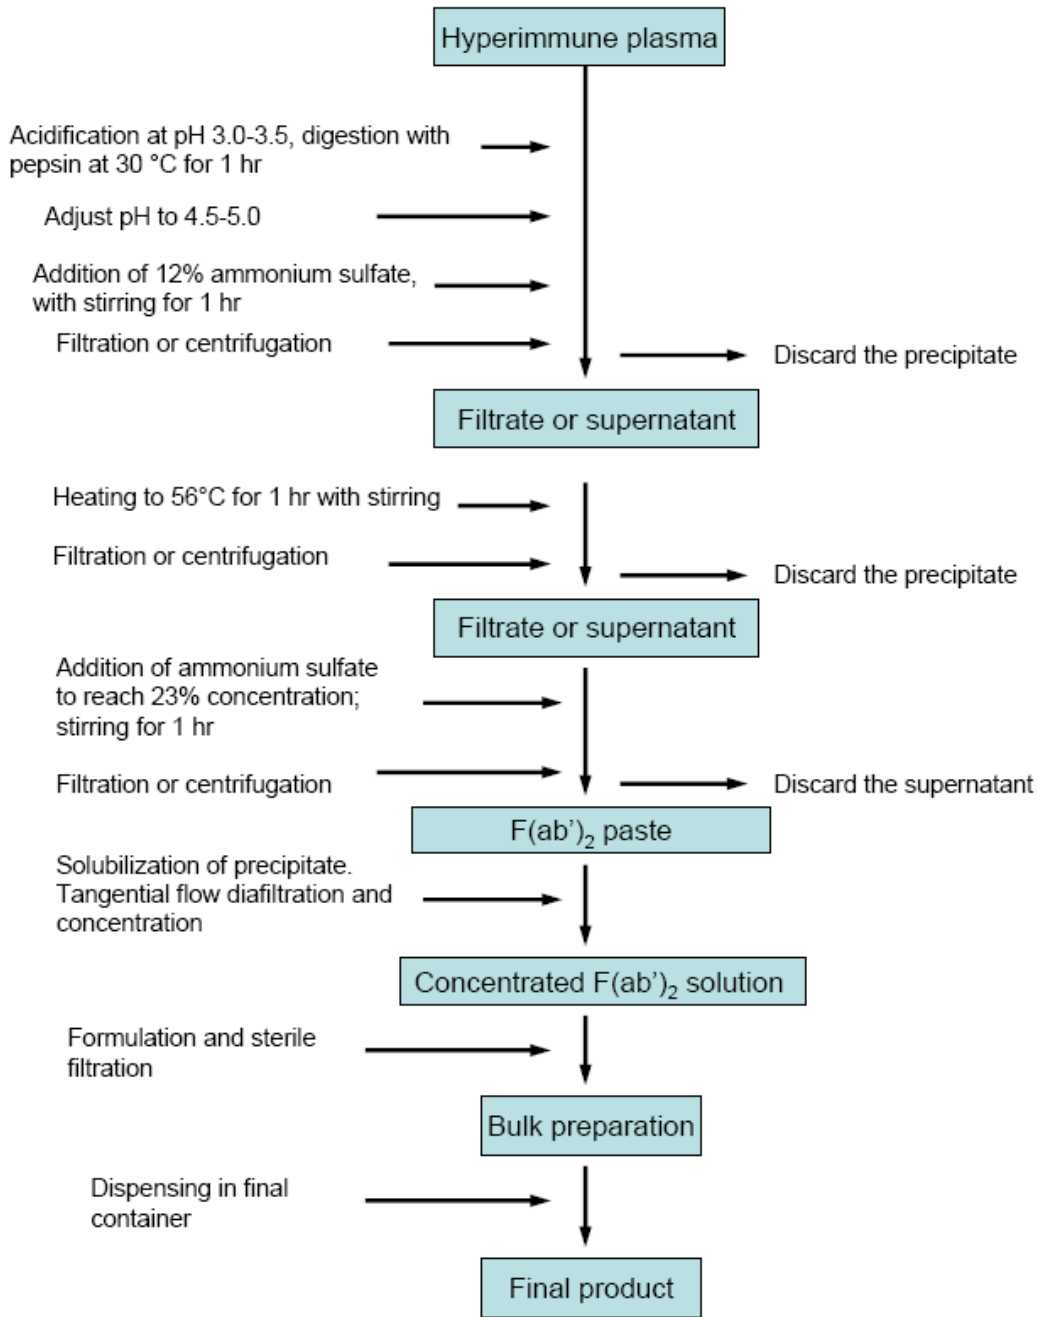 Hyperimmune plasma
Acidification at pH 3.0-3.5, digestion with
pepsin at 30 °C for 1 hr
Adjust pH to 4.5-5.0
Addition of 12% ammonium sulfate,
with stirring for 1 hr
Filtration or centrifugation
Discard the precipitate
Filtrate or supernatant
Heating to 56°C for 1 hr with stirring
Filtration or centrifugation
Discard the precipitate
Filtrate or supernatant
Addition of ammonium sulfate
to reach 23% concentration;
stirring for 1 hr
Filtration or centrifugation
Discard the supernatant
F(ab’)₂ paste
Solubilization of precipitate.
Tangential flow diafiltration and
concentration
Concentrated F(ab’)₂ solution
Formulation and sterile
filtration
Bulk preparation
Dispensing in final
container
Final product